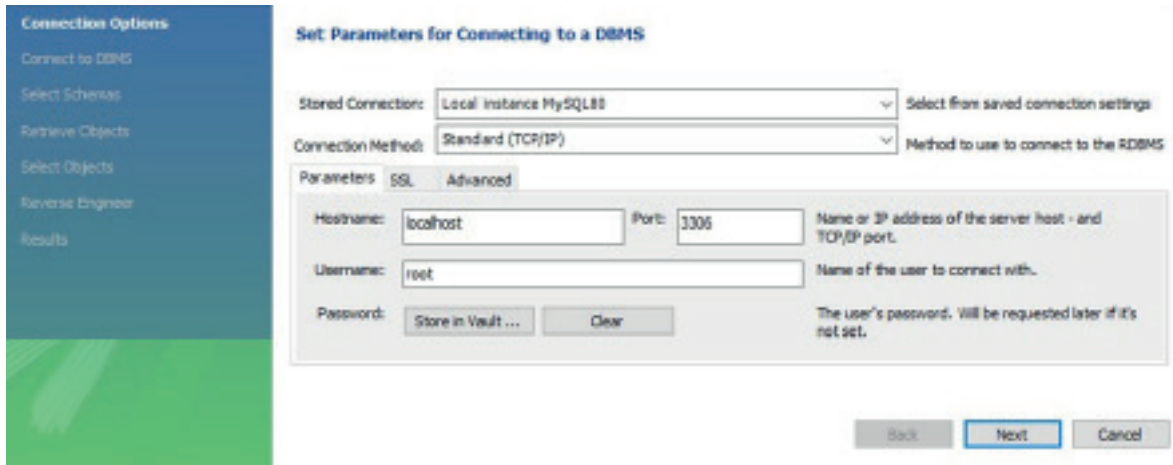 Connection Options
Connect to DBMS
Select Schemas
Retrieve Objects
Select Objects
Reverse Engineer
Results
Set Parameters for Connecting to a DBMS
Stored Connection: Local instance MySQL80 Select from saved connection settings
Connection Method: Standard (TCP/IP) Method to use to connect to the RDBMS
Parameters SSL Advanced
Hostname: localhost Port: 3306 Name or IP address of the server host - and
TCP/IP port.
Username: root Name of the user to connect with.
Password: Store in Vault ... Clear The user's password. Will be requested later if it's
not set.
Back Next Cancel